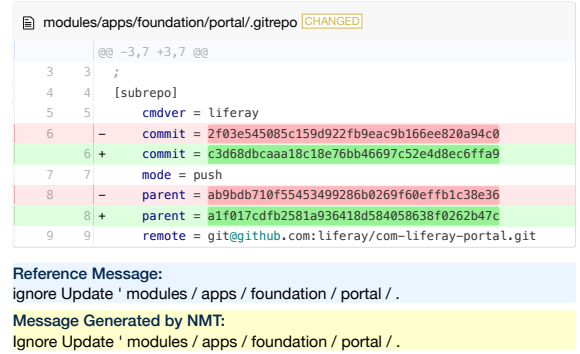 modules/apps/foundation/portal/.gitrepo CHANGED
@@ -3,7 +3,7 @@
3 3 ;
4 4 [subrepo]
5 5 cmdver = liferay
6 - commit = 2f03e545085c159d922fb9eac9b166ee820a94c0
6 + commit = c3d68dbcaaa18c18e76bb46697c52e4d8ec6ffa9
7 7 mode = push
8 - parent = ab9bdb710f55453499286b0269f60effb1c38e36
8 + parent = a1f017cdfb2581a936418d584058638f0262b47c
9 9 remote = git@github.com:liferay/com-liferay-portal.git
Reference Message:
ignore Update ' modules / apps / foundation / portal / .
Message Generated by NMT:
Ignore Update ' modules / apps / foundation / portal / .